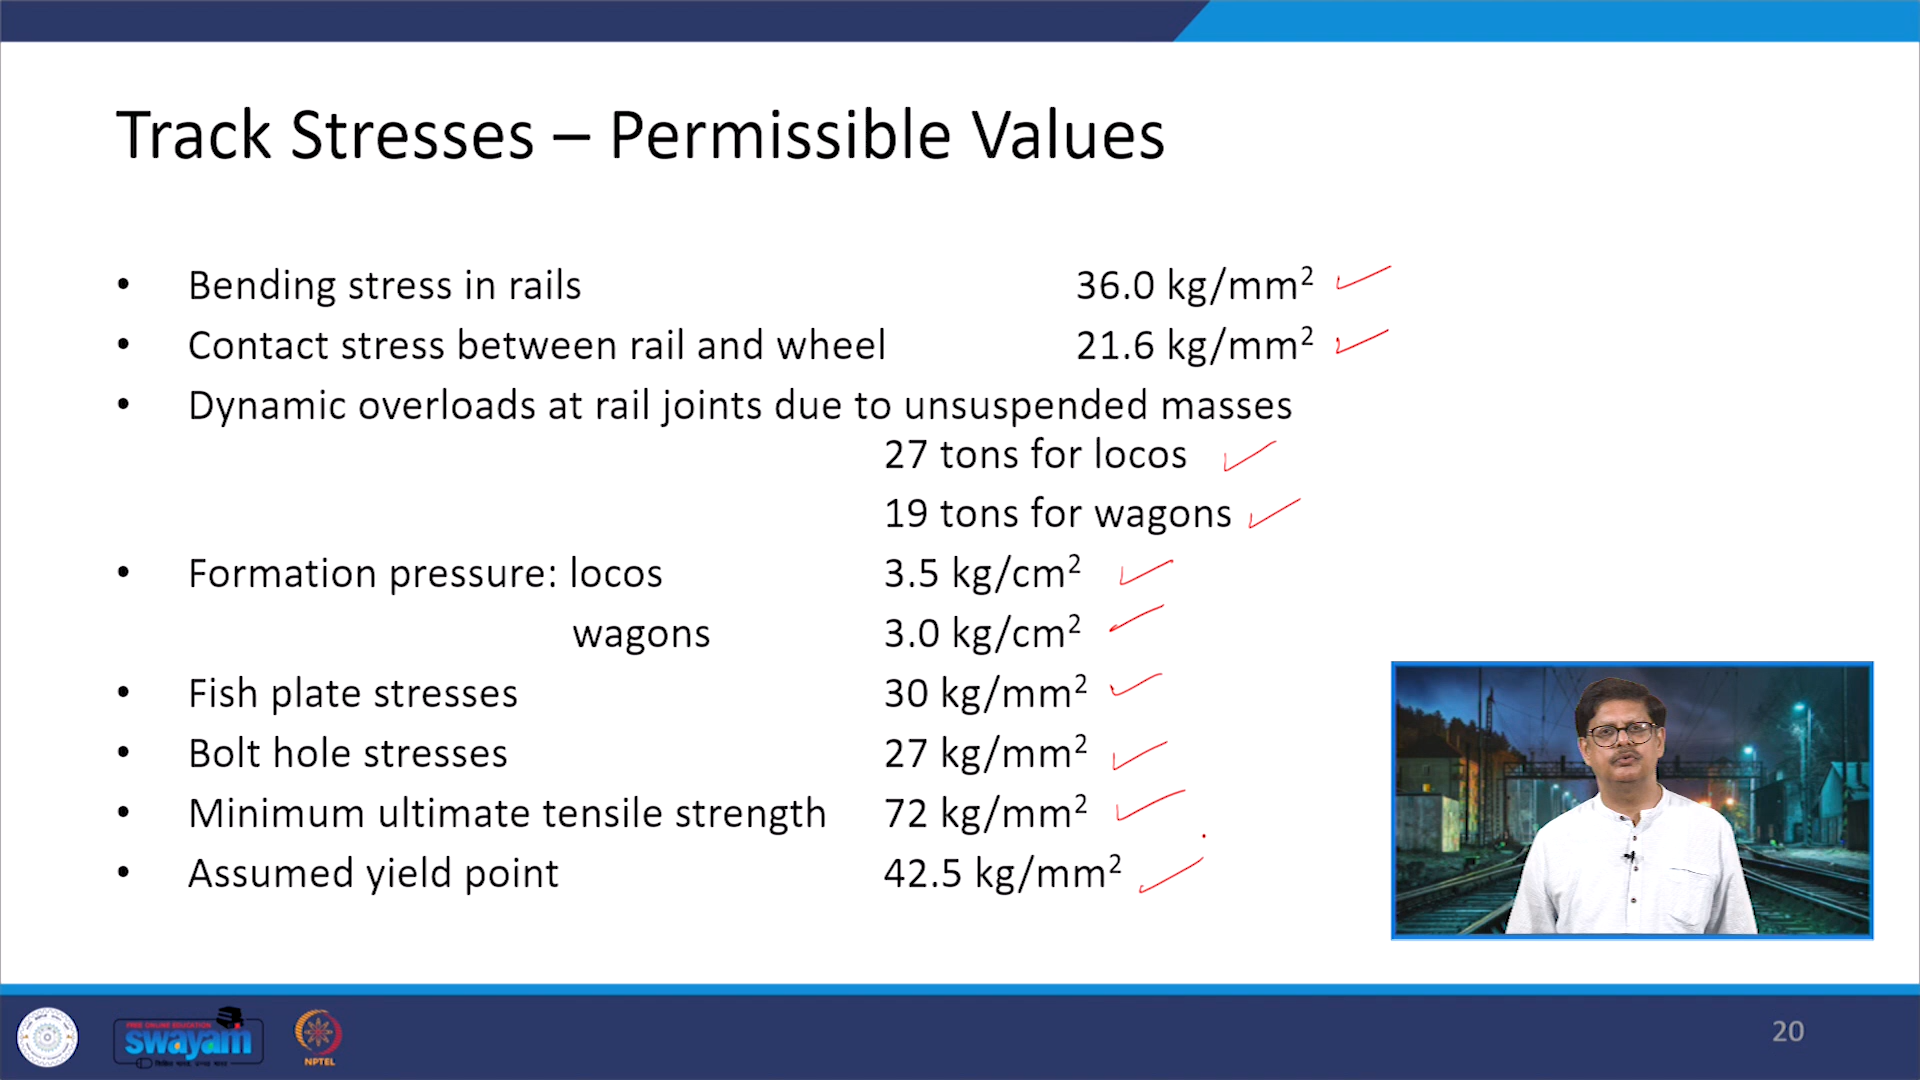 Track Stresses – Permissible Values
• Bending stress in rails 36.0 kg/mm²
• Contact stress between rail and wheel 21.6 kg/mm²
• Dynamic overloads at rail joints due to unsuspended masses
27 tons for locos
19 tons for wagons
• Formation pressure: locos 3.5 kg/cm²
wagons 3.0 kg/cm²
• Fish plate stresses 30 kg/mm²
• Bolt hole stresses 27 kg/mm²
• Minimum ultimate tensile strength 72 kg/mm²
• Assumed yield point 42.5 kg/mm²
FREE ONLINE EDUCATION
swayam
NPTEL
20